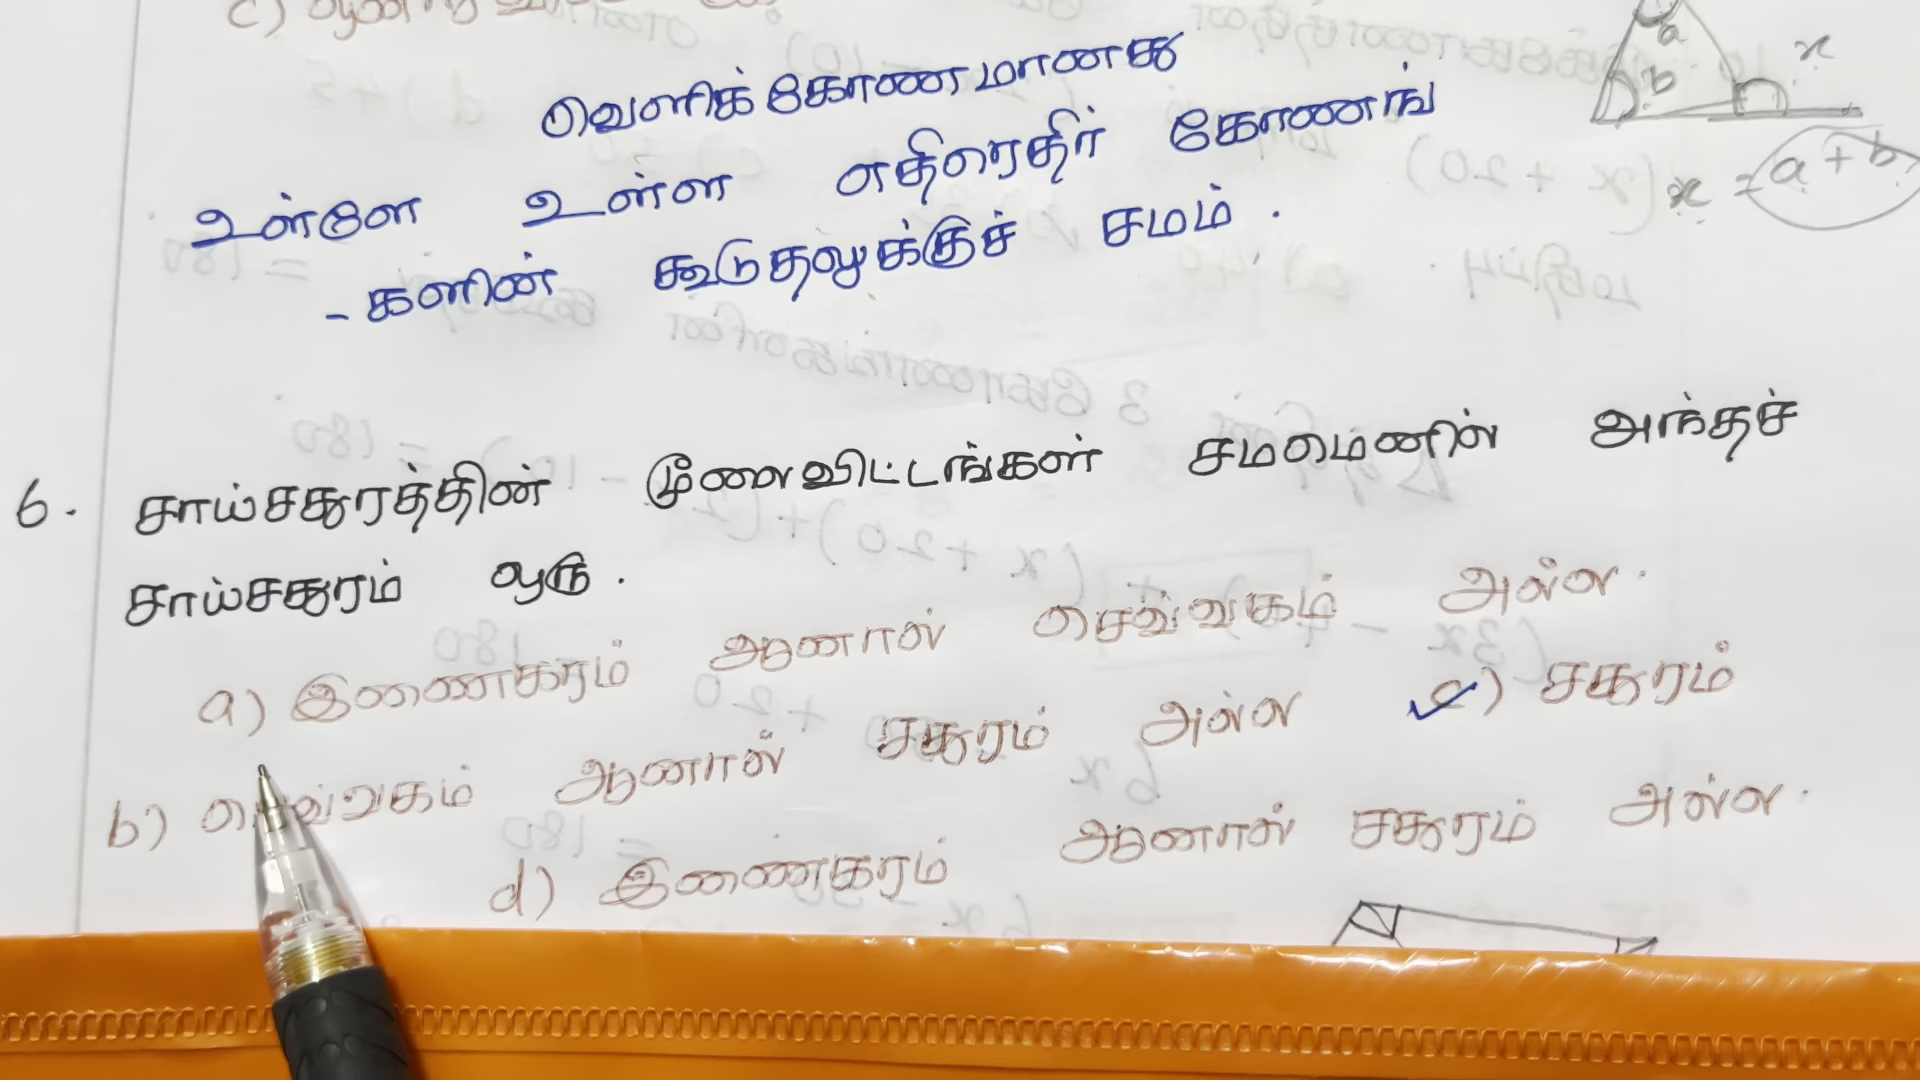 a
b
x
வெளிக்கோணமானது
உள்ளே உள்ள எதிரெதிர் கோணங்
-களின் கூடுதலுக்குச் சமம்.
x = a + b
6. சாய்சதுரத்தின் மூலைவிட்டங்கள் சமமெனில் அந்தச்
சாய்சதுரம் ஒரு.
a) இணைகரம் ஆனால் செவ்வகம் அல்ல.
b) செவ்வகம் ஆனால் சதுரம் அல்ல c) சதுரம்
d) இணைகரம் ஆனால் சதுரம் அல்ல.